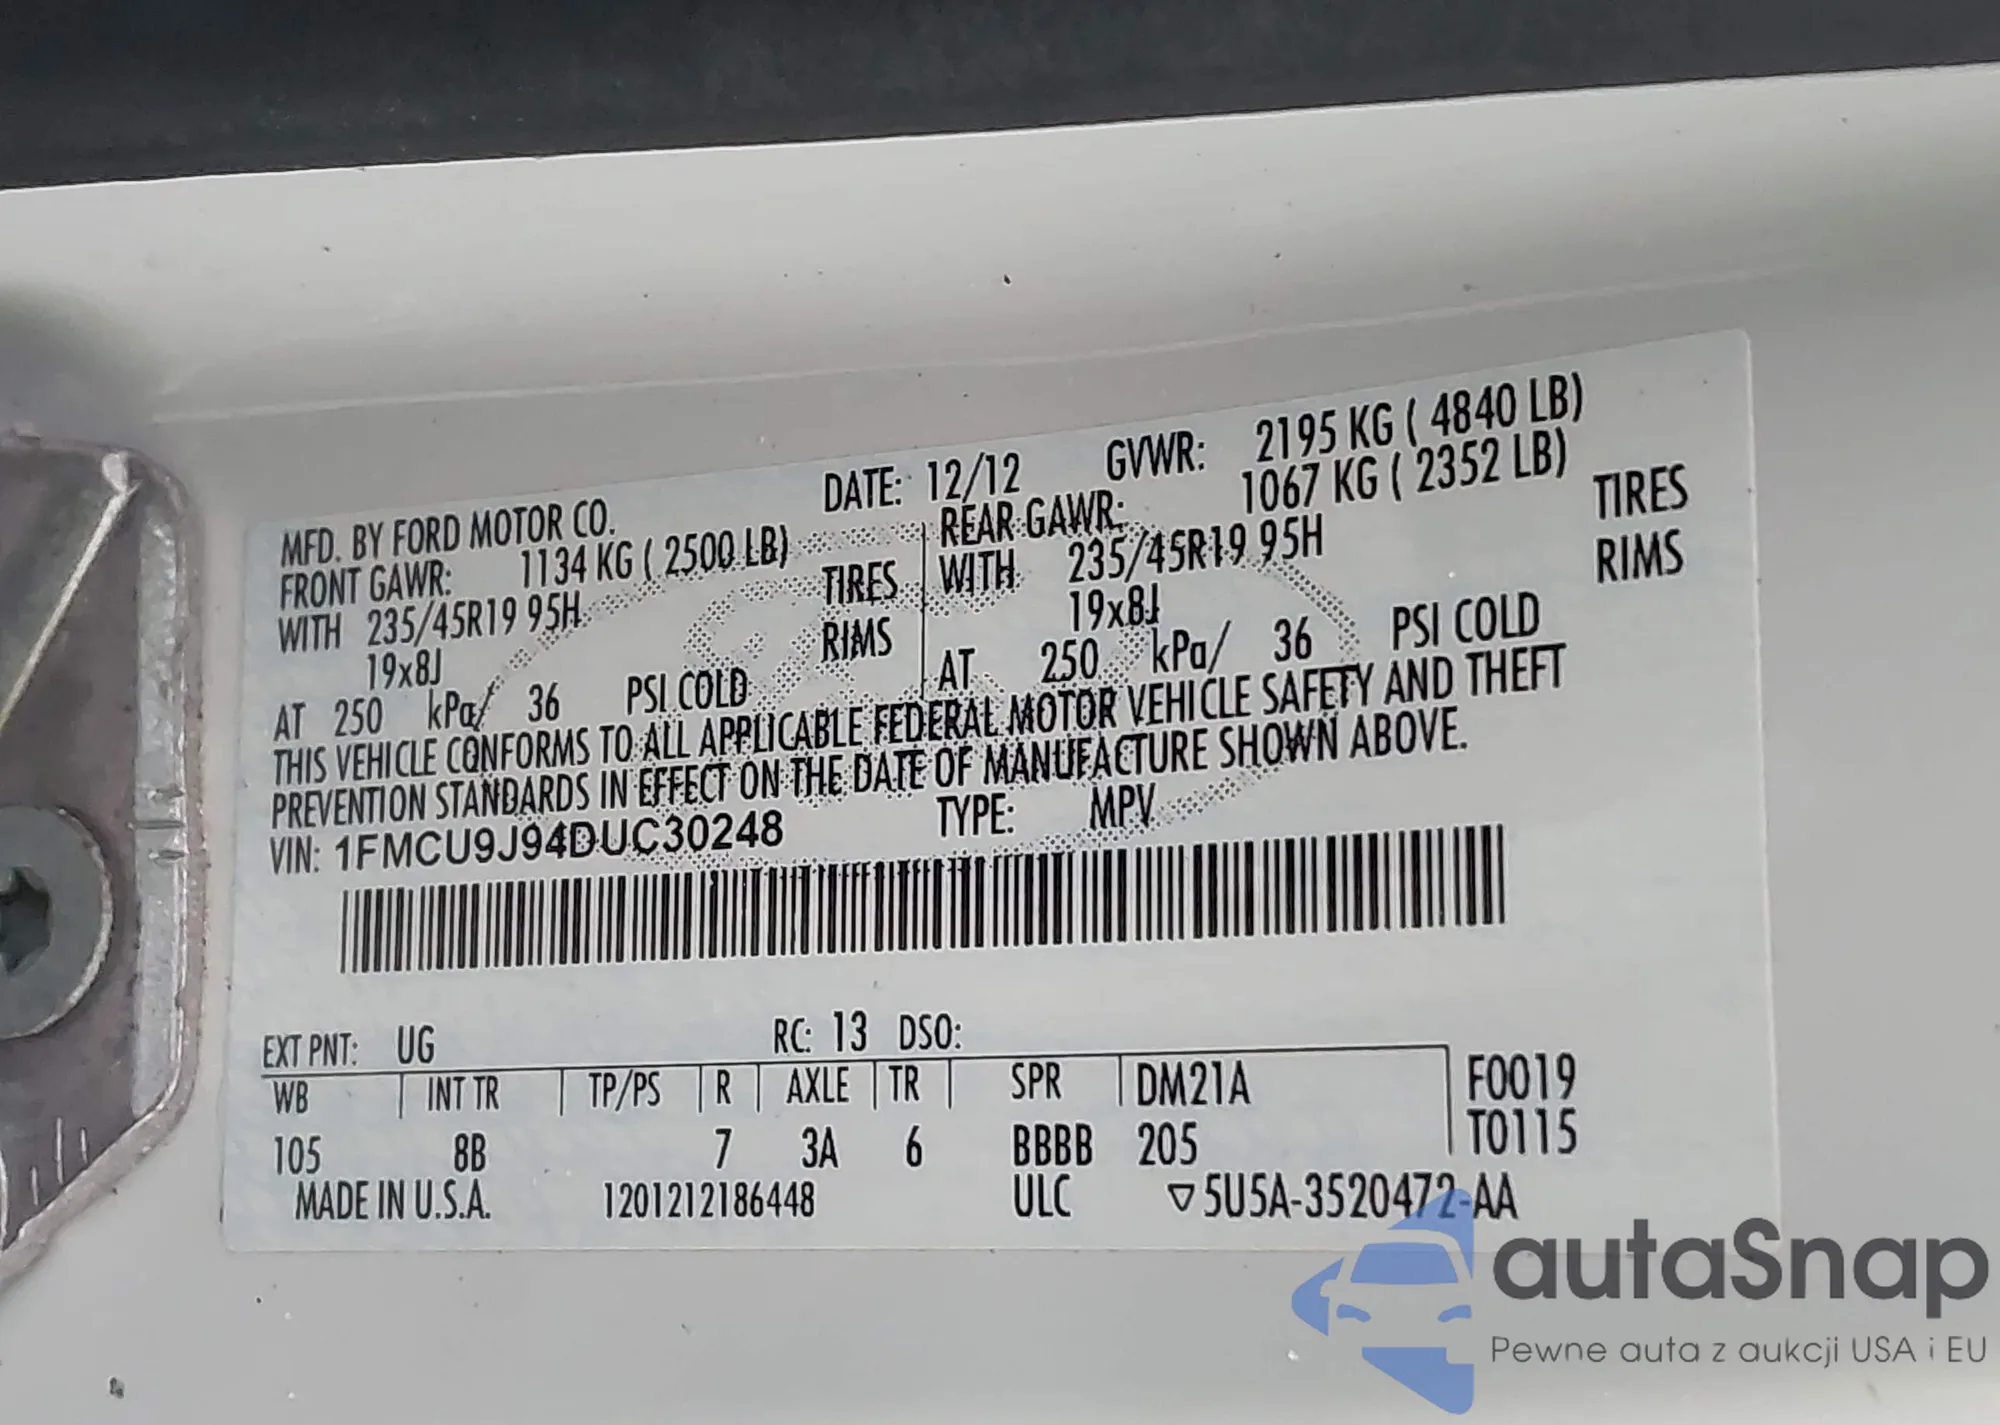 MFD. BY FORD MOTOR CO. DATE: 12/12 GVWR: 2195 KG ( 4840 LB)
FRONT GAWR: 1134 KG ( 2500 LB) REAR GAWR: 1067 KG ( 2352 LB)
WITH 235/45R19 95H TIRES WITH 235/45R19 95H TIRES
19x8J RIMS 19x8J RIMS
AT 250 kPa/ 36 PSI COLD AT 250 kPa/ 36 PSI COLD
THIS VEHICLE CONFORMS TO ALL APPLICABLE FEDERAL MOTOR VEHICLE SAFETY AND THEFT
PREVENTION STANDARDS IN EFFECT ON THE DATE OF MANUFACTURE SHOWN ABOVE.
VIN: 1FMCU9J94DUC30248 TYPE: MPV
EXT PNT: UG RC: 13 DSO:
WB INT TR TP/PS R AXLE TR SPR DM21A F0019
105 8B 7 3A 6 BBBB 205 T0115
MADE IN U.S.A. 1201212186448 ULC ▽5U5A-3520472-AA
autaSnap
Pewne auta z aukcji USA i EU